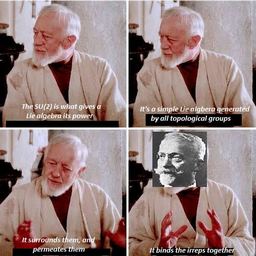 The SU(2) is what gives a
Lie algebra its power
It's a simple Lie algbera generated
by all topological groups
It surrounds them, and
permeates them
It binds the irreps together